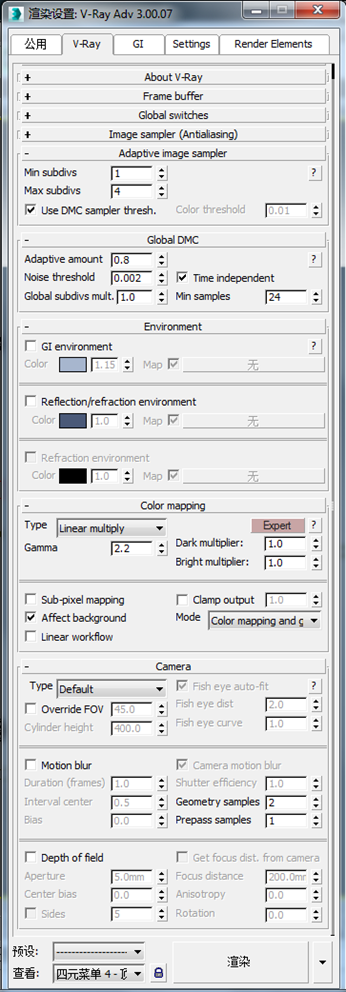 渲染设置: V-Ray Adv 3.00.07
公用 V-Ray GI Settings Render Elements
+ About V-Ray
+ Frame buffer
+ Global switches
+ Image sampler (Antialiasing)
- Adaptive image sampler
Min subdivs 1 ?
Max subdivs 4
Use DMC sampler thresh. Color threshold 0.01
- Global DMC
Adaptive amount 0.8 ?
Noise threshold 0.002 Time independent
Global subdivs mult. 1.0 Min samples 24
- Environment
GI environment ?
Color 1.15 Map 无
Reflection/refraction environment
Color 1.0 Map 无
Refraction environment
Color 1.0 Map 无
- Color mapping
Type Linear multiply Expert ?
Gamma 2.2 Dark multiplier: 1.0
Bright multiplier: 1.0
Sub-pixel mapping Clamp output 1.0
Affect background Mode Color mapping and g
Linear workflow
- Camera
Type Default Fish eye auto-fit ?
Override FOV 45.0 Fish eye dist 2.0
Cylinder height 400.0 Fish eye curve 1.0
Motion blur Camera motion blur
Duration (frames) 1.0 Shutter efficiency 1.0
Interval center 0.5 Geometry samples 2
Bias 0.0 Prepass samples 1
Depth of field Get focus dist. from camera
Aperture 5.0mm Focus distance 200.0m
Center bias 0.0 Anisotropy 0.0
Sides 5 Rotation 0.0
预设: --------------------
查看: 四元菜单 4 - 顶 渲染